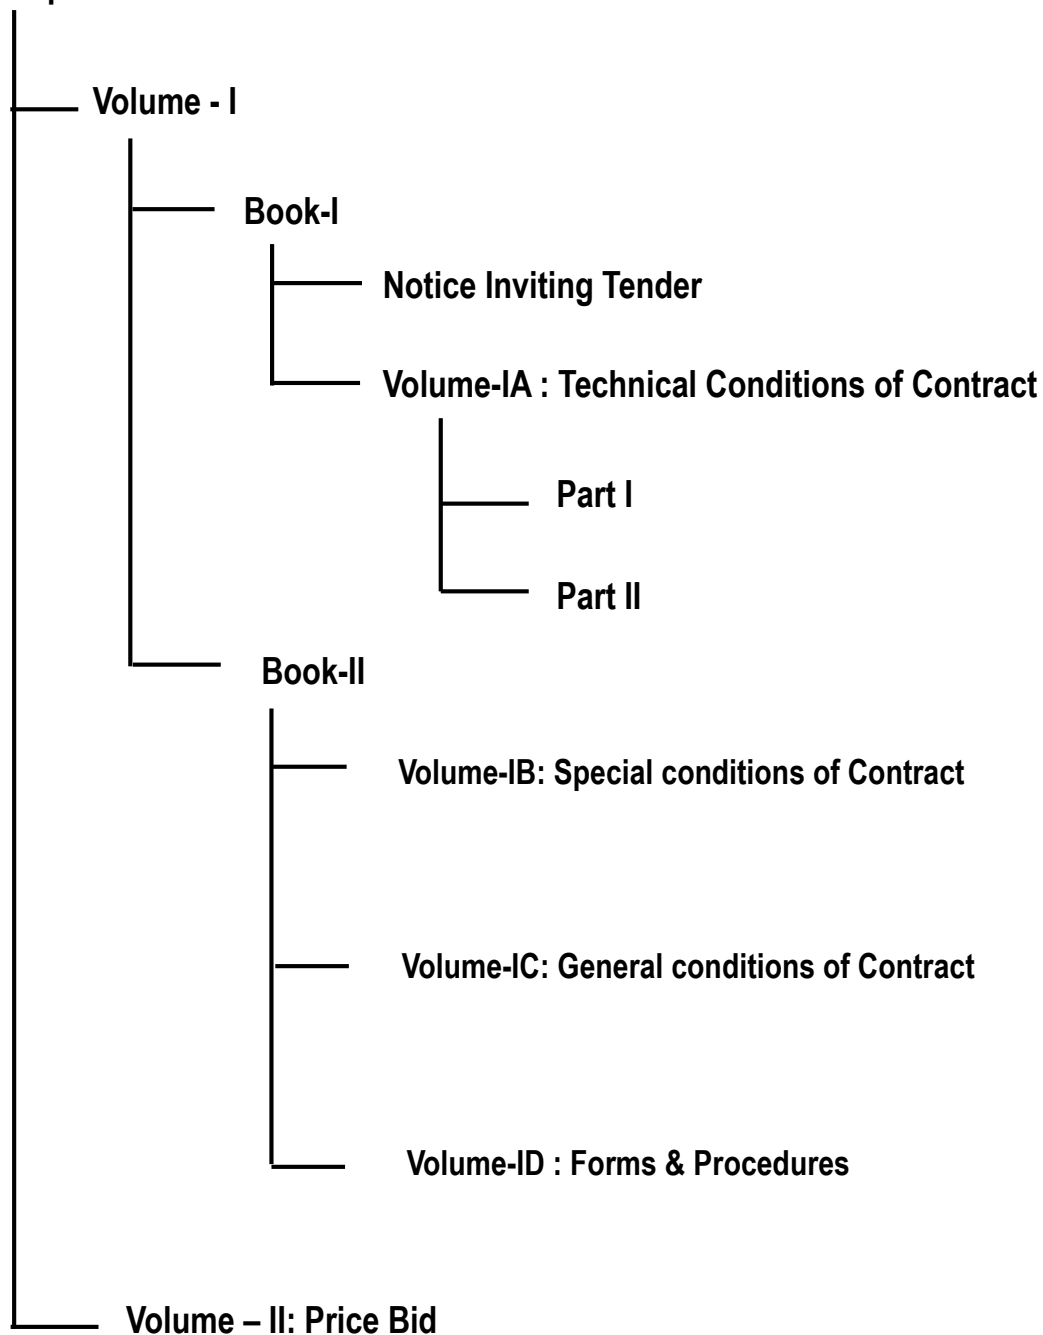 Volume - I
Book-I
Notice Inviting Tender
Volume-IA : Technical Conditions of Contract
Part I
Part II
Book-II
Volume-IB: Special conditions of Contract
Volume-IC: General conditions of Contract
Volume-ID : Forms & Procedures
Volume – II: Price Bid